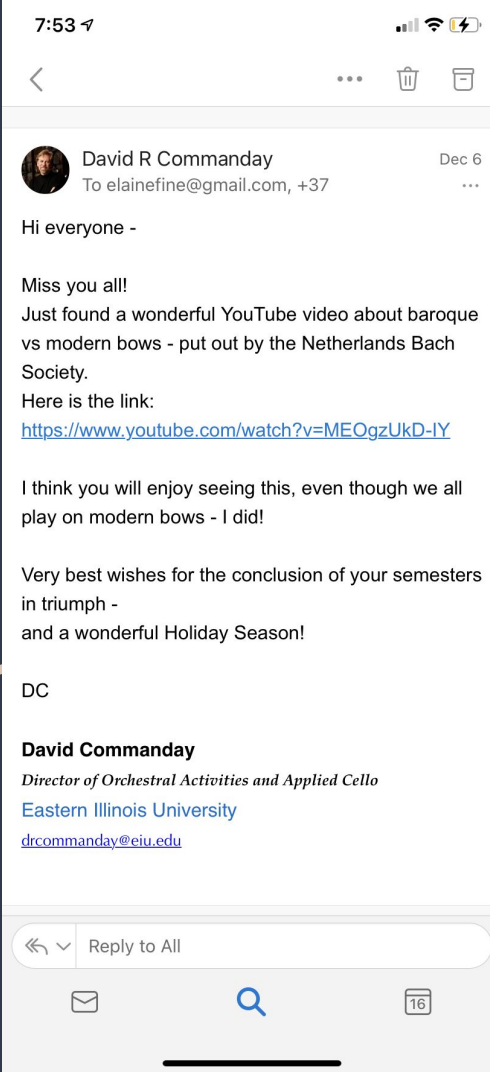 7:53
David R Commanday
Dec 6
To elainefine@gmail.com, +37
Hi everyone -
Miss you all!
Just found a wonderful YouTube video about baroque
vs modern bows - put out by the Netherlands Bach
Society.
Here is the link:
https://www.youtube.com/watch?v=MEOgzUkD-IY
I think you will enjoy seeing this, even though we all
play on modern bows - I did!
Very best wishes for the conclusion of your semesters
in triumph -
and a wonderful Holiday Season!
DC
David Commanday
Director of Orchestral Activities and Applied Cello
Eastern Illinois University
drcommanday@eiu.edu
Reply to All
16